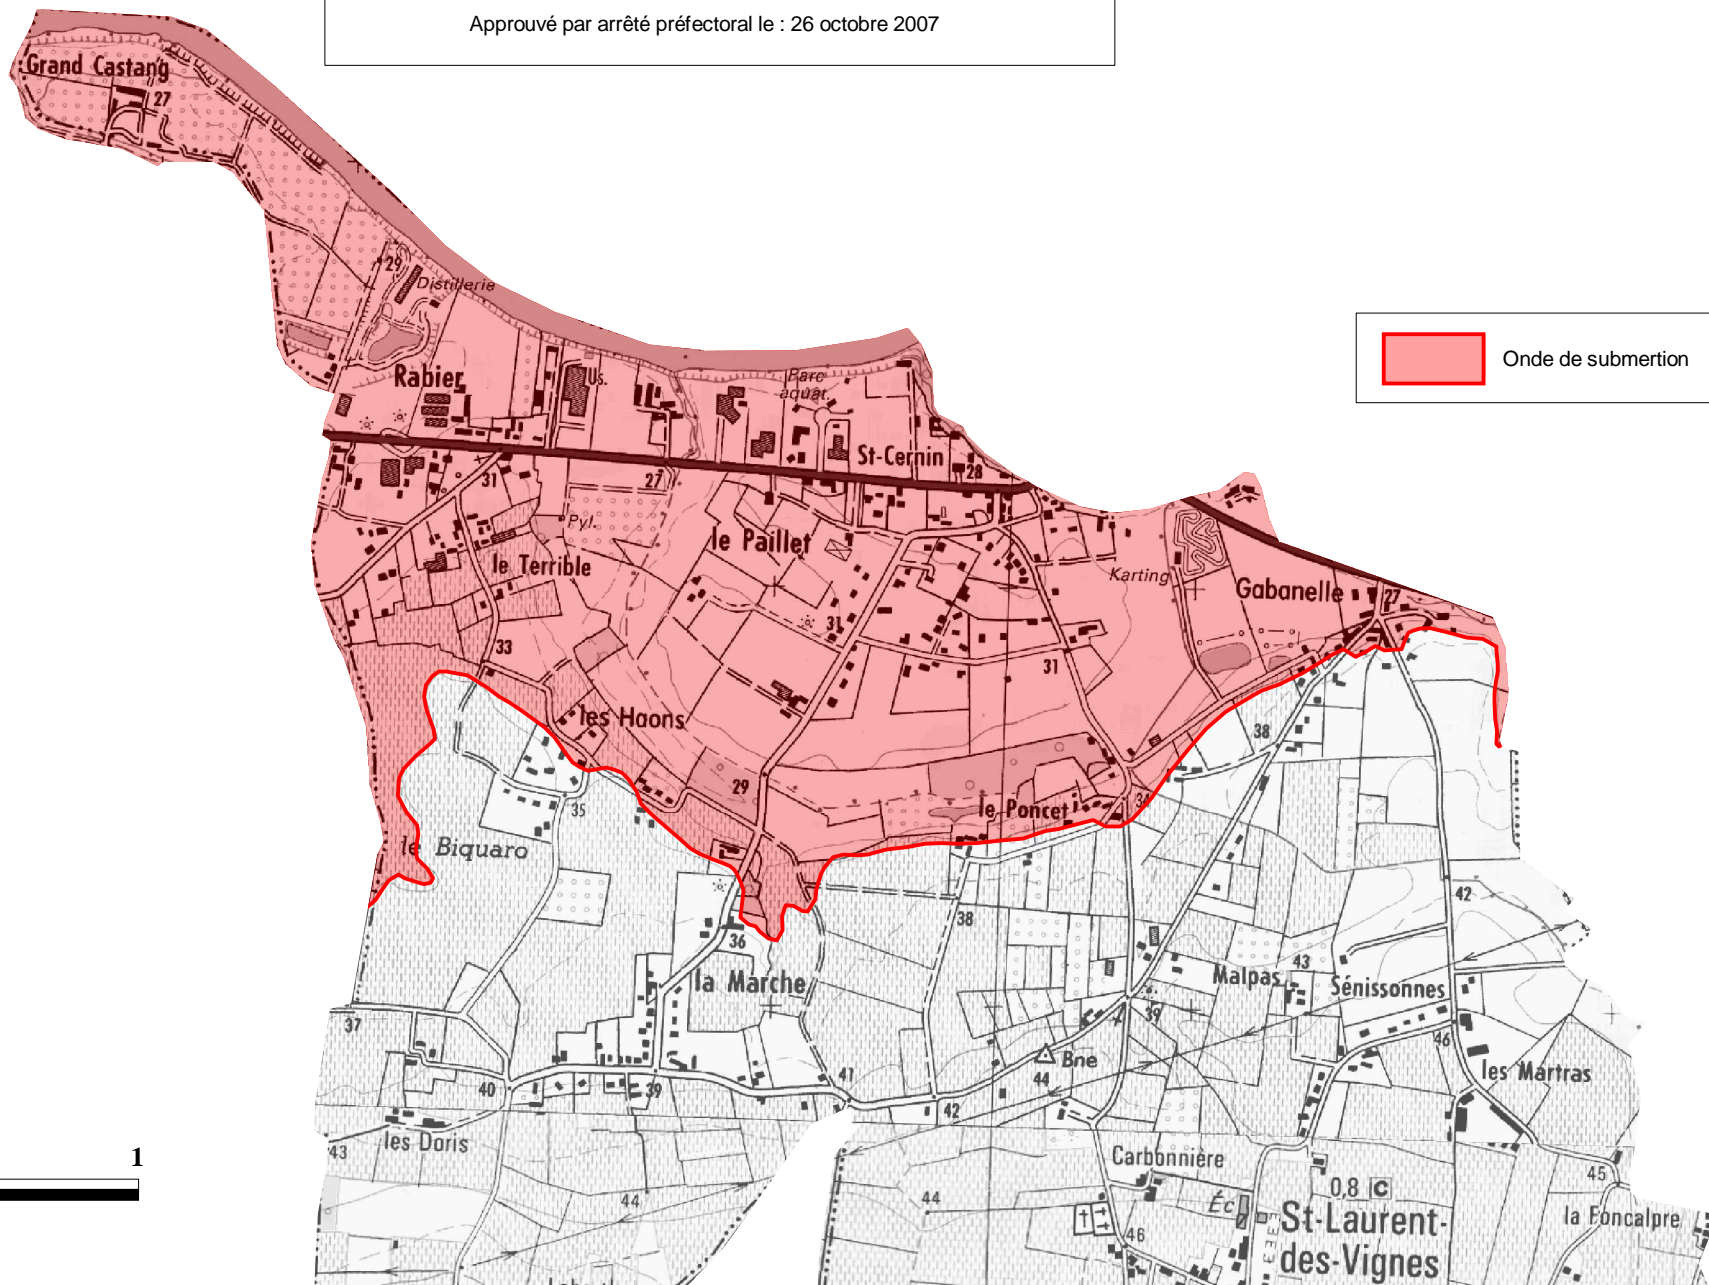 Approuvé par arrêté préfectoral le : 26 octobre 2007
Grand Castang
27
29
Distillerie
Onde de submertion
Rabier
Us.
Parc
aquat.
St-Cernin
28
31
27
Pyl.
le Paillet
le Terrible
Karting
Gabanelle
27
31
33
31
les Haons
38
29
le Poncet
34
35
le Biquaro
42
38
36
la Marche
43
Malpas
Sénissonnes
37
39
46
Bne
les Martras
40
39
41
44
42
les Doris
43
1
Carbonnière
45
44
0,8 C
Éc
St-Laurent-
des-Vignes
la Foncalpre
46